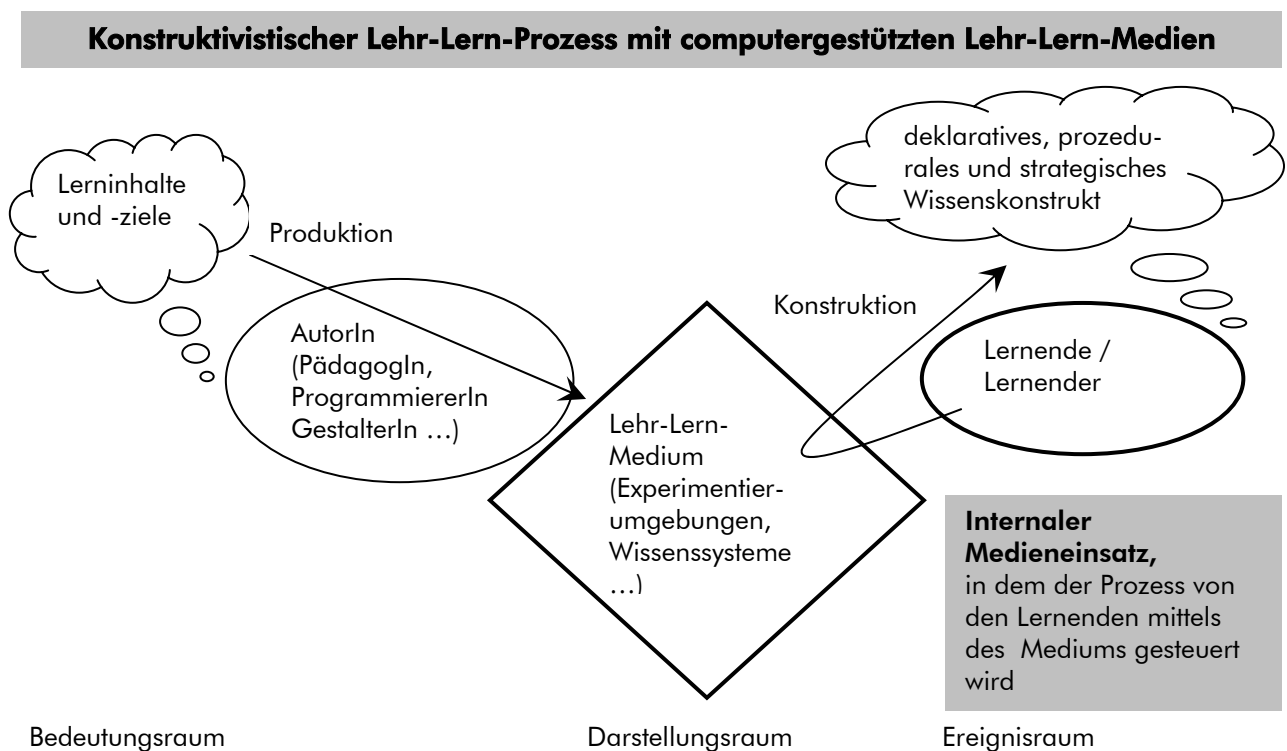 Konstruktivistischer Lehr-Lern-Prozess mit computergestützten Lehr-Lern-Medien
Lerninhalte
und -ziele
Produktion
AutorIn
(PädagogIn,
ProgrammiererIn
GestalterIn ...)
Lehr-Lern-
Medium
(Experimentier-
umgebungen,
Wissenssysteme
...)
Konstruktion
deklaratives, prozedu-
rales und strategisches
Wissenskonstrukt
Lernende /
Lernender
Internaler
Medieneinsatz,
in dem der Prozess von
den Lernenden mittels
des Mediums gesteuert
wird
Bedeutungsraum
Darstellungsraum
Ereignisraum